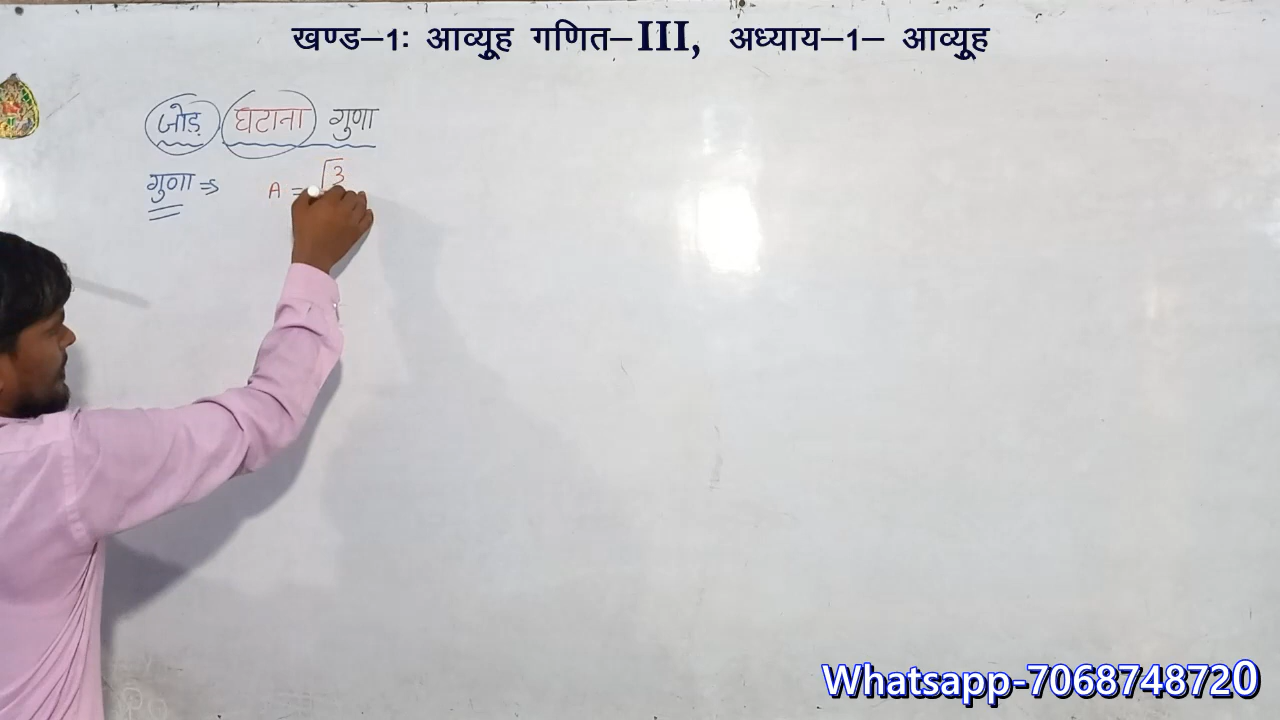 खण्ड–1: आव्यूह गणित–III, अध्याय–1– आव्यूह
जोड़ घटाना गुणा
गुणा ⇒ A = [3
Whatsapp-7068748720